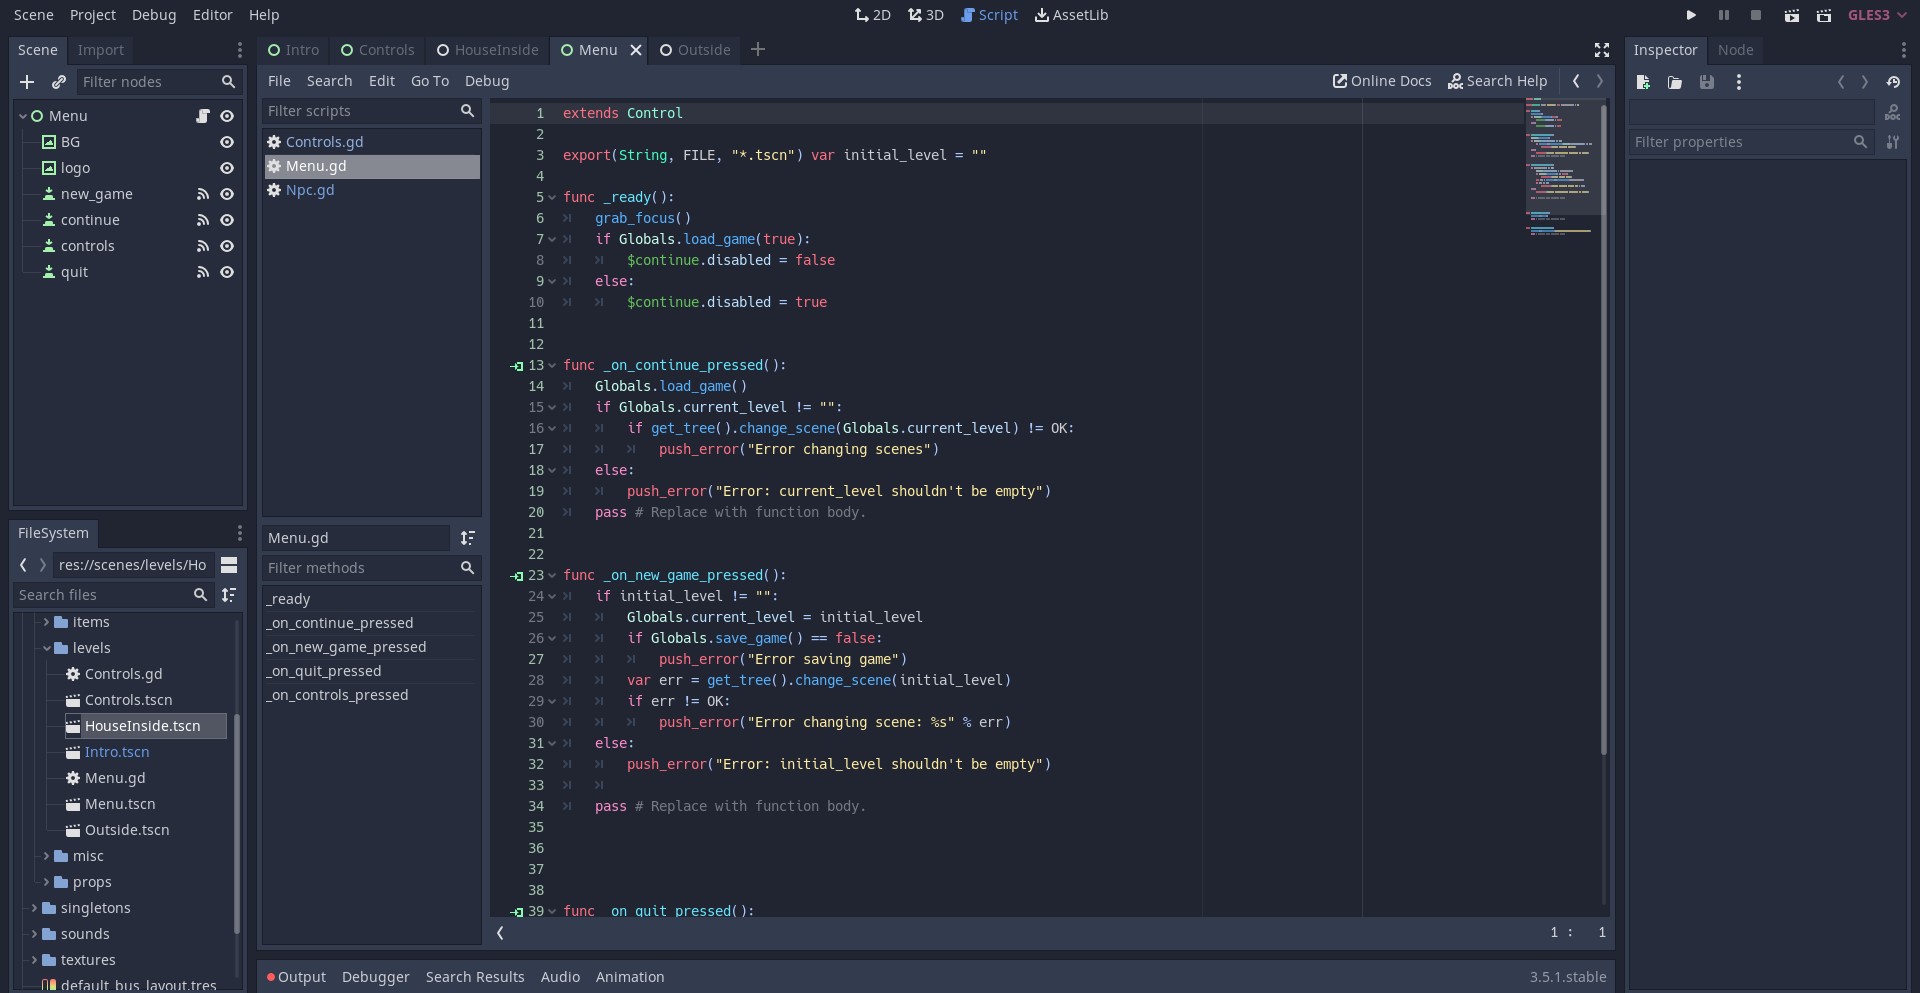 Scene Project Debug Editor Help
2D 3D Script AssetLib
GLES3
Scene Import
Filter nodes
Menu
BG
logo
new_game
continue
controls
quit
FileSystem
res://scenes/levels/Ho
Search files
items
levels
Controls.gd
Controls.tscn
HouseInside.tscn
Intro.tscn
Menu.gd
Menu.tscn
Outside.tscn
misc
props
singletons
sounds
textures
default_bus_layout.tres
Intro Controls HouseInside Menu Outside
File Search Edit Go To Debug
Online Docs Search Help
Filter scripts
Controls.gd
Menu.gd
Npc.gd
Menu.gd
Filter methods
_ready
_on_continue_pressed
_on_new_game_pressed
_on_quit_pressed
_on_controls_pressed
1 extends Control
2
3 export(String, FILE, "*.tscn") var initial_level = ""
4
5 func _ready():
6 grab_focus()
7 if Globals.load_game(true):
8 $continue.disabled = false
9 else:
10 $continue.disabled = true
11
12
13 func _on_continue_pressed():
14 Globals.load_game()
15 if Globals.current_level != "":
16 if get_tree().change_scene(Globals.current_level) != OK:
17 push_error("Error changing scenes")
18 else:
19 push_error("Error: current_level shouldn't be empty")
20 pass # Replace with function body.
21
22
23 func _on_new_game_pressed():
24 if initial_level != "":
25 Globals.current_level = initial_level
26 if Globals.save_game() == false:
27 push_error("Error saving game")
28 var err = get_tree().change_scene(initial_level)
29 if err != OK:
30 push_error("Error changing scene: %s" % err)
31 else:
32 push_error("Error: initial_level shouldn't be empty")
33
34 pass # Replace with function body.
35
36
37
38
39 func _on_quit_pressed():
1 : 1
Output Debugger Search Results Audio Animation
3.5.1.stable
Inspector Node
Filter properties